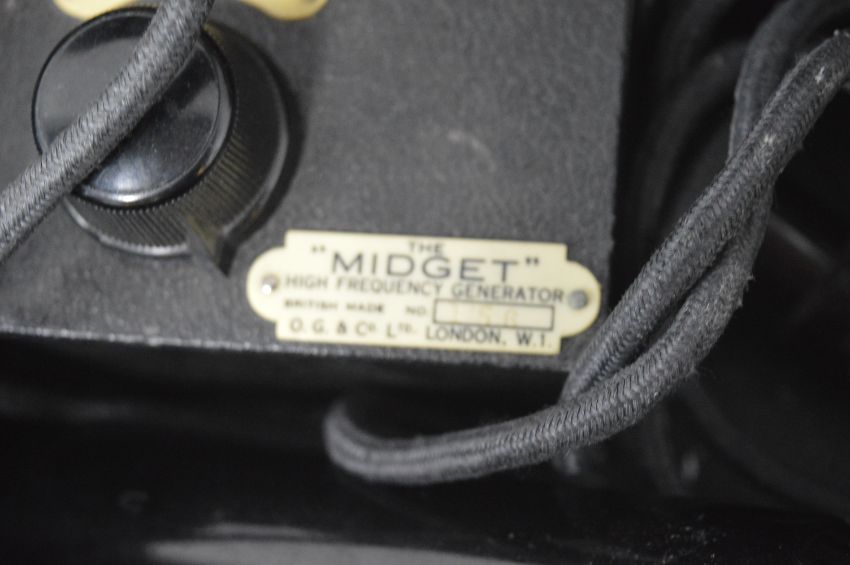 THE
"MIDGET"
HIGH FREQUENCY GENERATOR
BRITISH MADE NO.
O.G. & Co. LTD. LONDON, W.1.